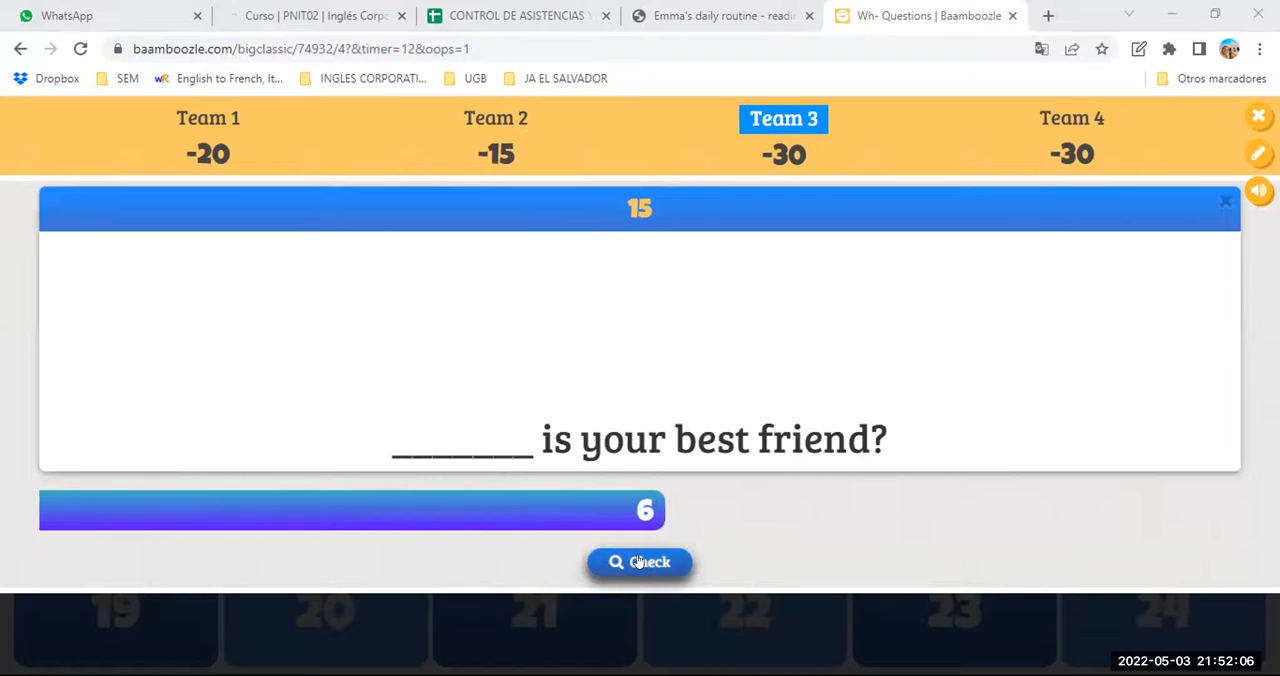 WhatsApp
Curso | PNIT02 | Inglés Corpo
CONTROL DE ASISTENCIAS Y
Emma's daily routine - readi
Wh- Questions | Baamboozle
baamboozle.com/bigclassic/74932/4?&timer=12&oops=1
Dropbox
SEM
English to French, It...
INGLES CORPORATI...
UGB
JA EL SALVADOR
Otros marcadores
Team 1
Team 2
Team 3
Team 4
-20
-15
-30
-30
15
_______ is your best friend?
6
Check
19
20
21
22
23
24
2022-05-03 21:52:06